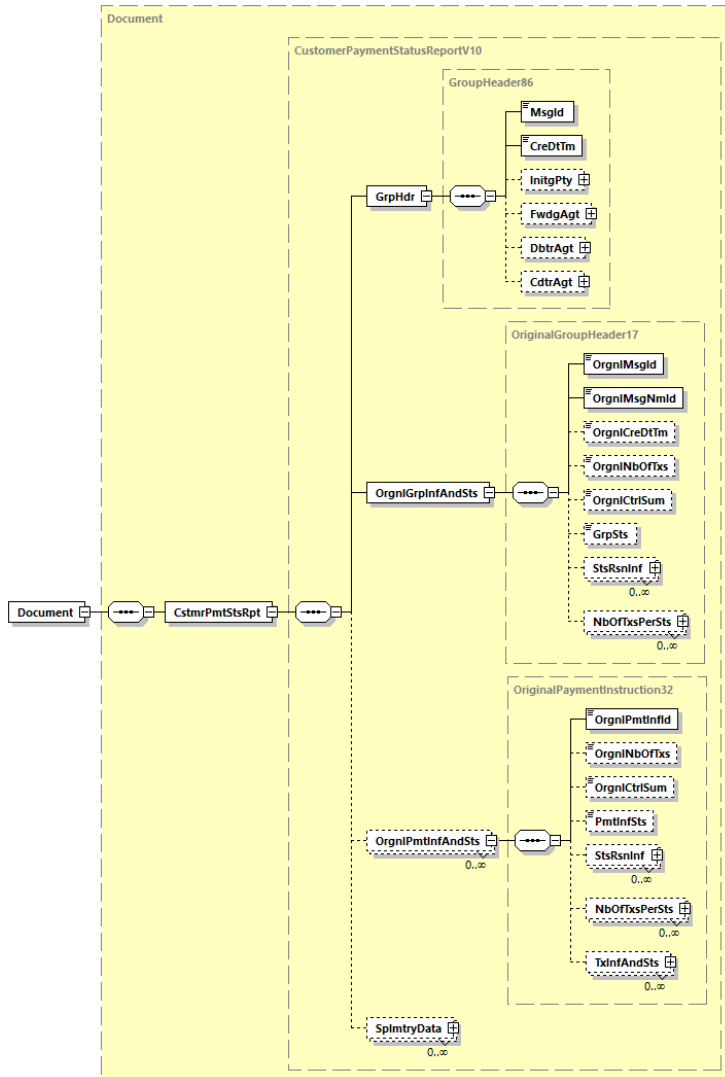 Document
CustomerPaymentStatusReportV10
GroupHeader86
MsgId
CreDtTm
GrpHdr
InitgPty
FwdgAgt
DbtrAgt
CdtrAgt
OriginalGroupHeader17
OrgnlMsgId
OrgnlMsgNmId
OrgnlCreDtTm
OrgnlNbOfTxs
OrgnlGrpInfAndSts
OrgnlCtrlSum
GrpSts
StsRsnInf
0..∞
Document
CstmrPmtStsRpt
NbOfTxsPerSts
0..∞
OriginalPaymentInstruction32
OrgnlPmtInfId
OrgnlNbOfTxs
OrgnlCtrlSum
PmtInfSts
OrgnlPmtInfAndSts
0..∞
StsRsnInf
0..∞
NbOfTxsPerSts
0..∞
TxInfAndSts
0..∞
SplmtryData
0..∞